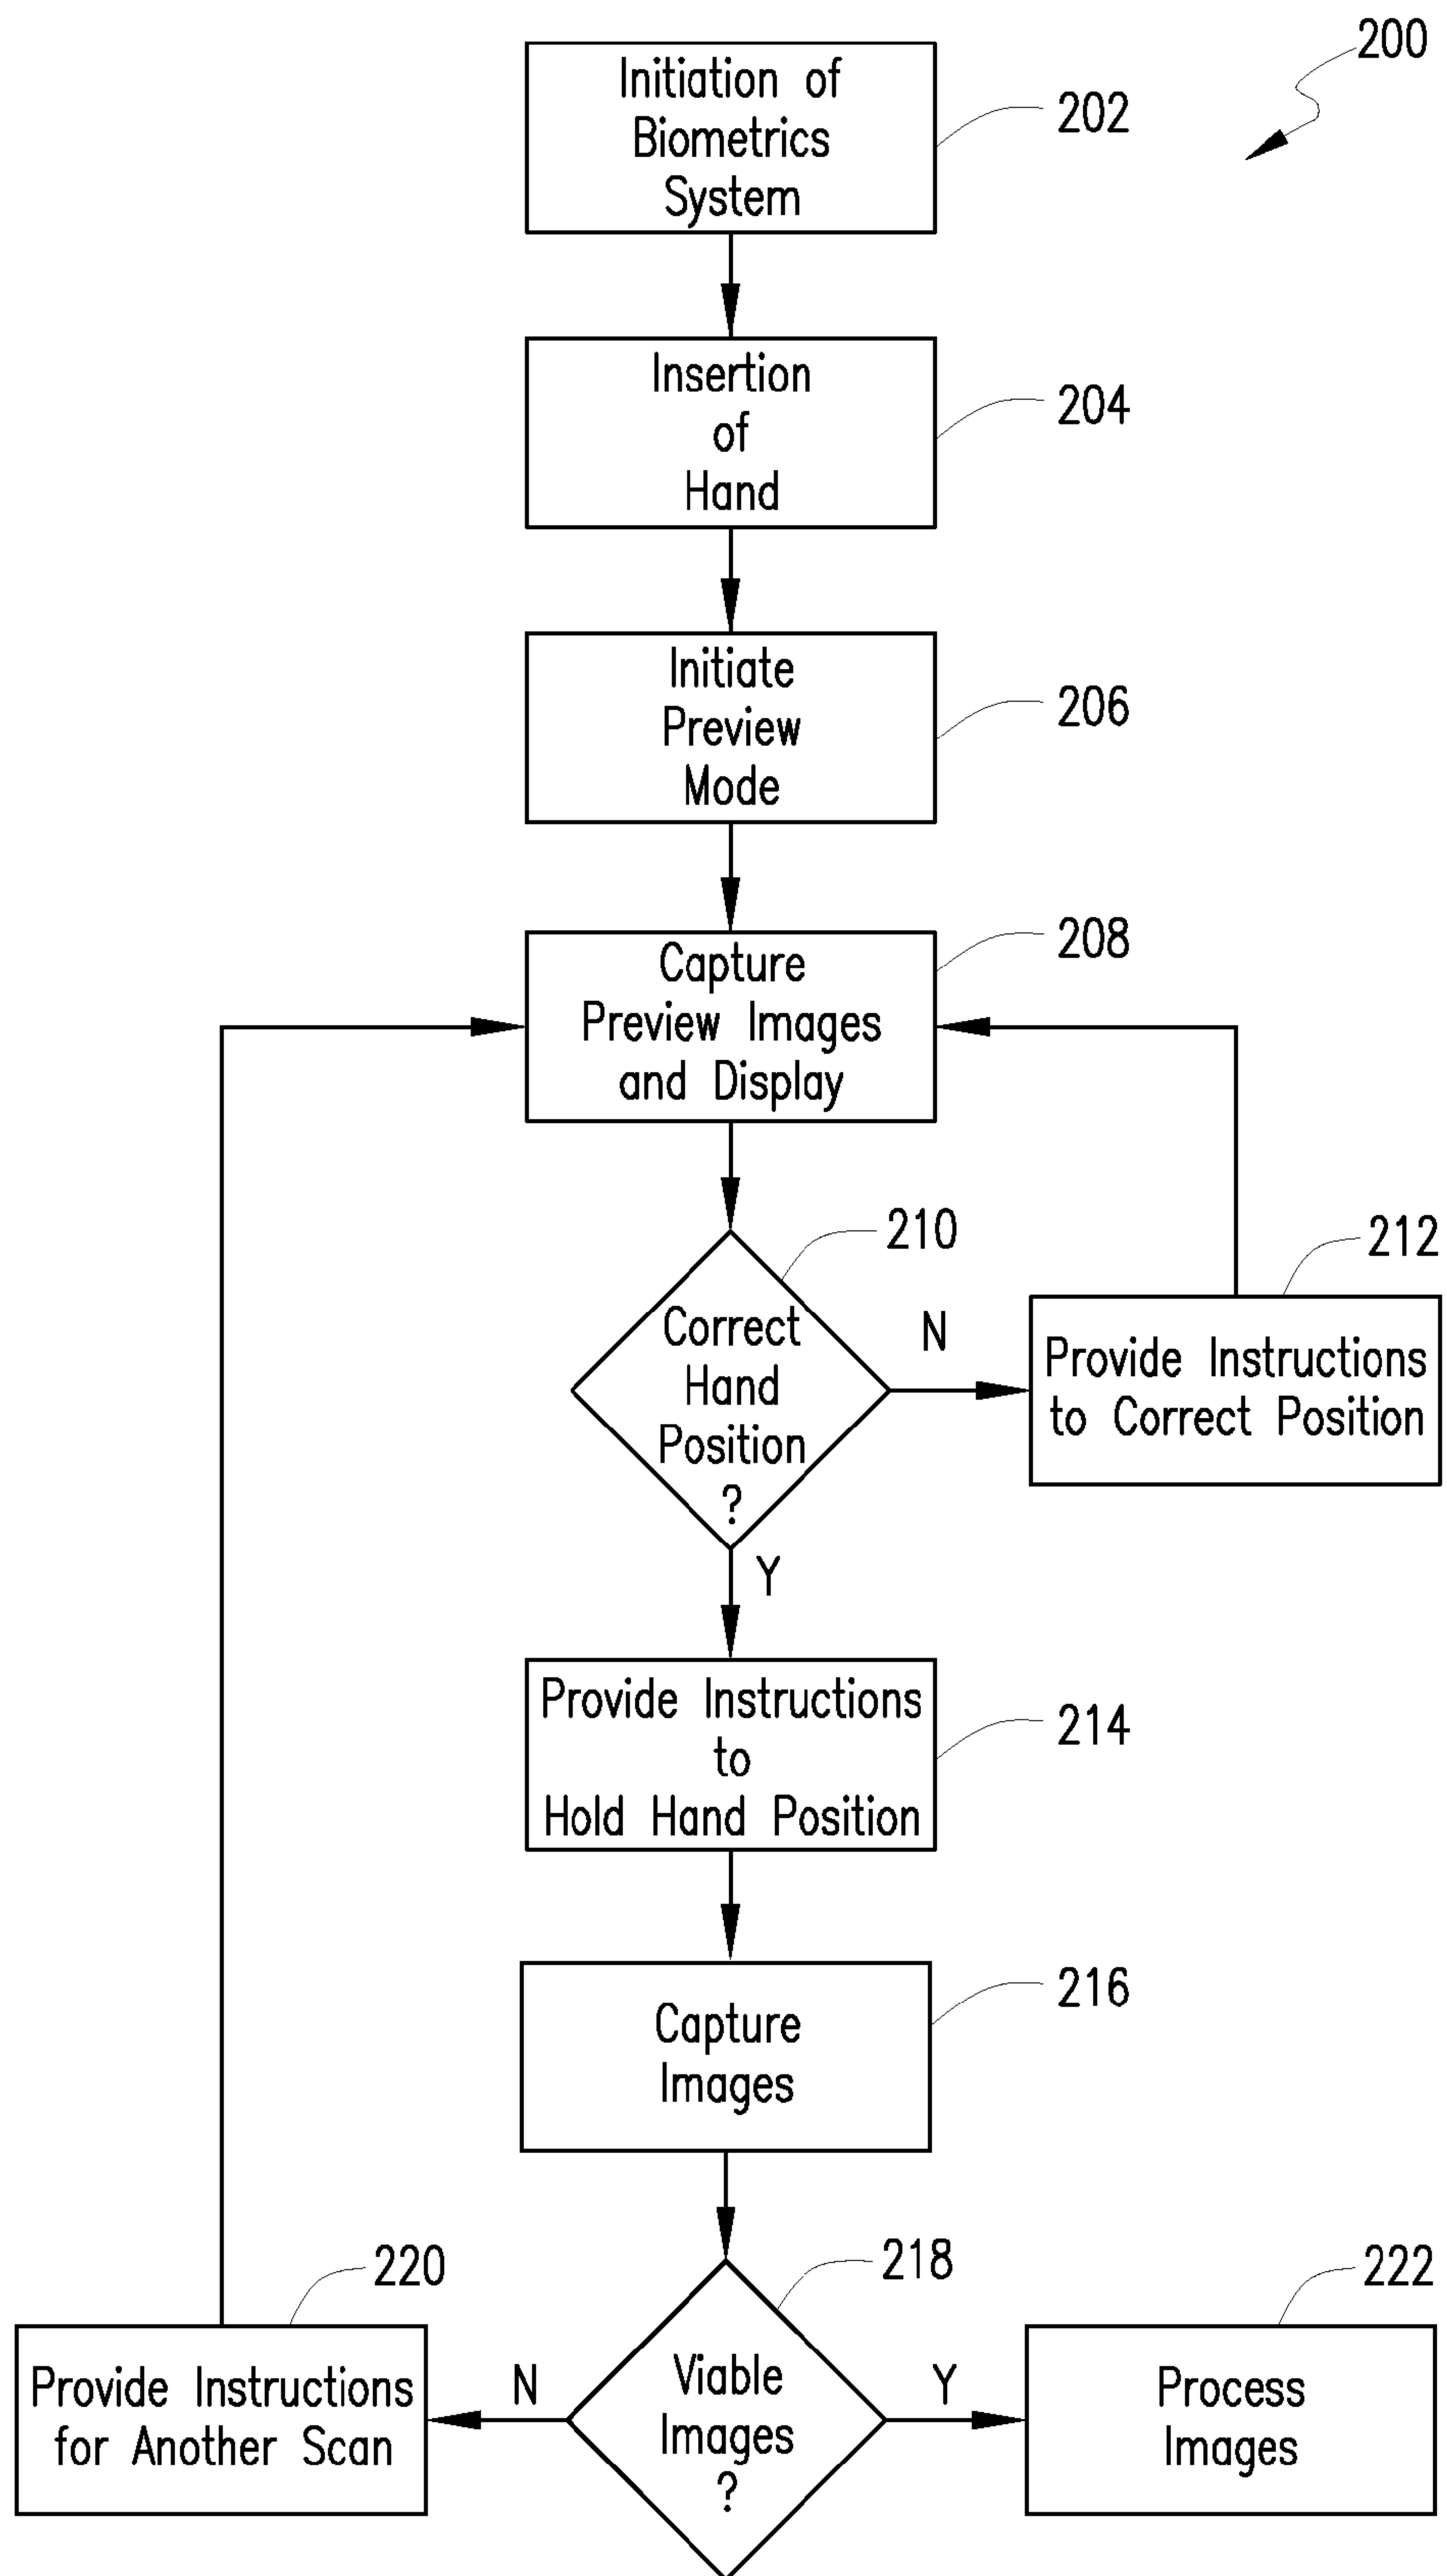 200
Initiation of
Biometrics
System
202
Insertion
of
Hand
204
Initiate
Preview
Mode
206
Capture
Preview Images
and Display
208
210
Correct
Hand
Position
?
N
Y
212
Provide Instructions
to Correct Position
Provide Instructions
to
Hold Hand Position
214
Capture
Images
216
218
Viable
Images
?
N
Y
220
Provide Instructions
for Another Scan
222
Process
Images